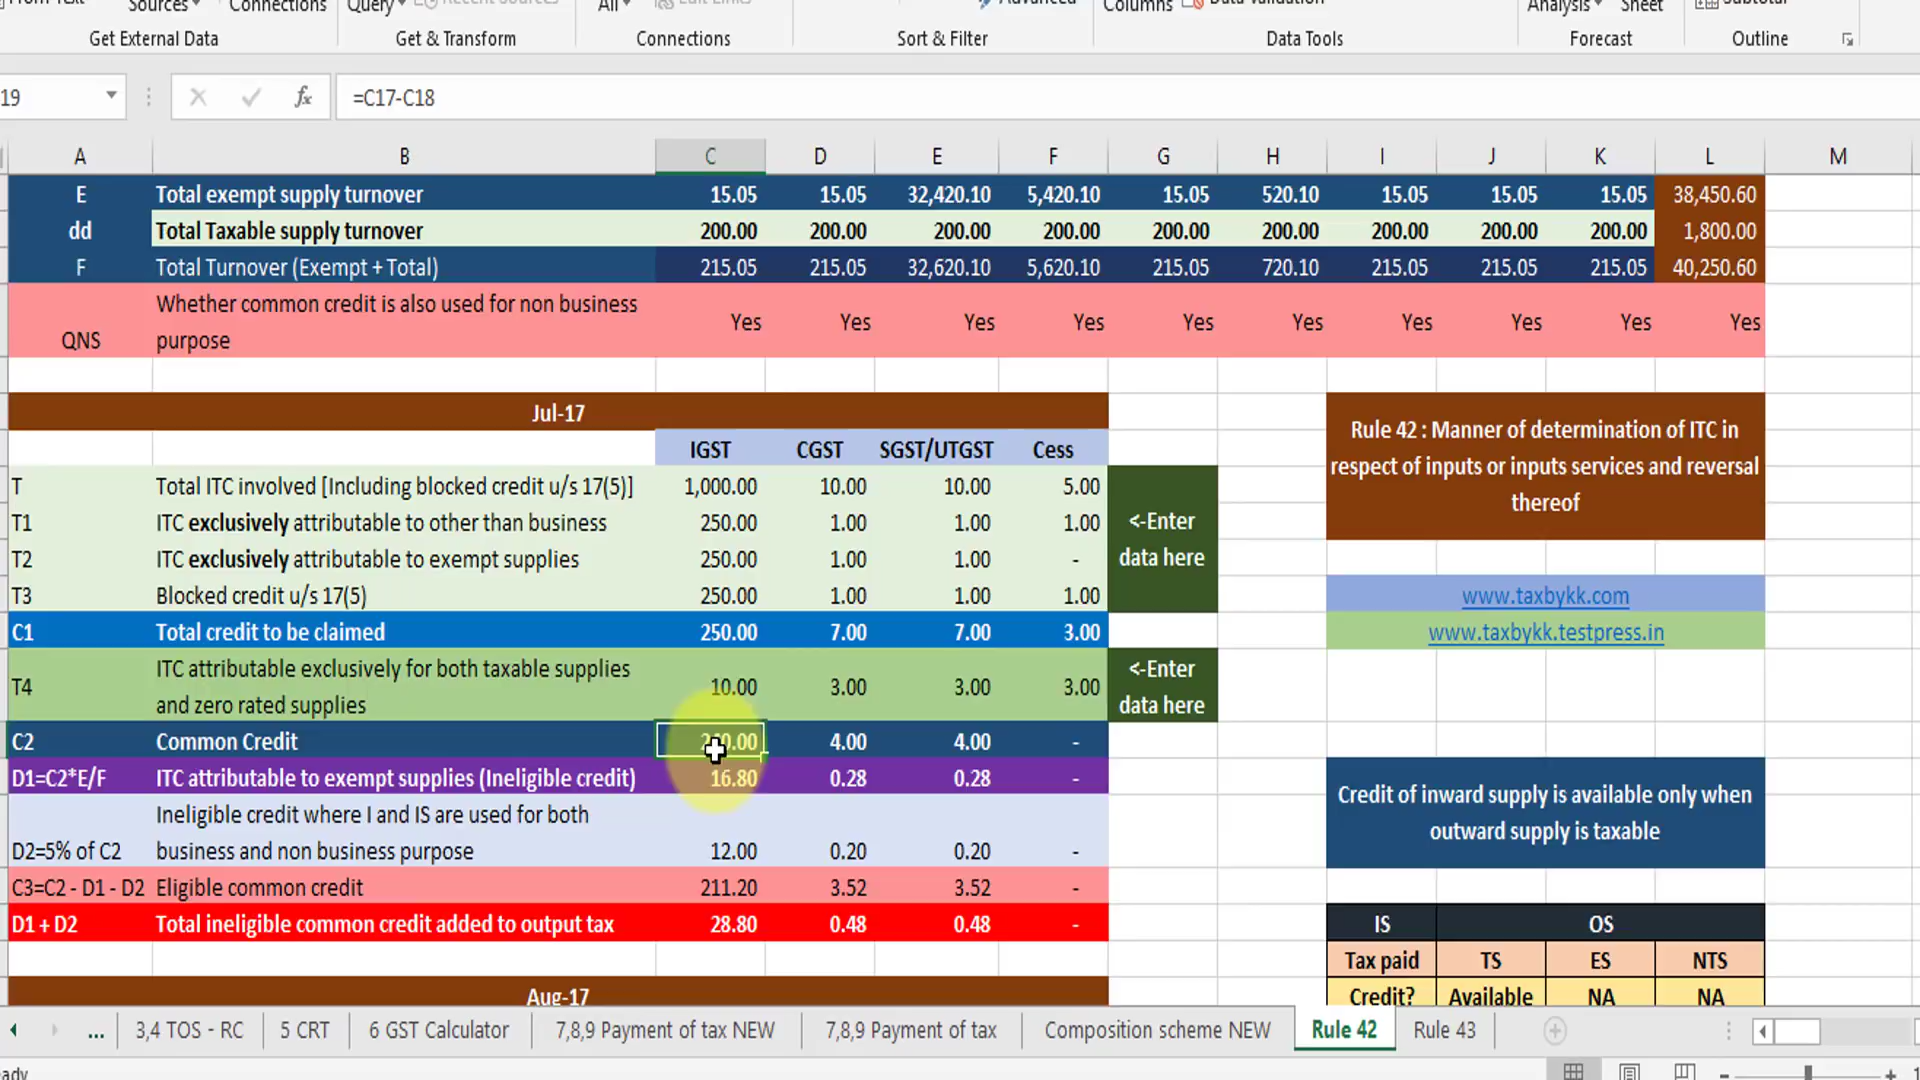 Sources Connections Query Recent Sources All Edit Links Advanced Columns Data Validation Analysis Sheet Subtotal
Get External Data Get & Transform Connections Sort & Filter Data Tools Forecast Outline
19 fx =C17-C18
A B C D E F G H I J K L M
E Total exempt supply turnover 15.05 15.05 32,420.10 5,420.10 15.05 520.10 15.05 15.05 15.05 38,450.60
dd Total Taxable supply turnover 200.00 200.00 200.00 200.00 200.00 200.00 200.00 200.00 200.00 1,800.00
F Total Turnover (Exempt + Total) 215.05 215.05 32,620.10 5,620.10 215.05 720.10 215.05 215.05 215.05 40,250.60
Whether common credit is also used for non business
QNS purpose Yes Yes Yes Yes Yes Yes Yes Yes Yes Yes
Jul-17
IGST CGST SGST/UTGST Cess
T Total ITC involved [Including blocked credit u/s 17(5)] 1,000.00 10.00 10.00 5.00
T1 ITC exclusively attributable to other than business 250.00 1.00 1.00 1.00
T2 ITC exclusively attributable to exempt supplies 250.00 1.00 1.00 -
T3 Blocked credit u/s 17(5) 250.00 1.00 1.00 1.00
<-Enter
data here
C1 Total credit to be claimed 250.00 7.00 7.00 3.00
ITC attributable exclusively for both taxable supplies
T4 and zero rated supplies 10.00 3.00 3.00 3.00
<-Enter
data here
C2 Common Credit 4.00 4.00 -
D1=C2*E/F ITC attributable to exempt supplies (Ineligible credit) 16.80 0.28 0.28 -
Ineligible credit where I and IS are used for both
D2=5% of C2 business and non business purpose 12.00 0.20 0.20 -
C3=C2 - D1 - D2 Eligible common credit 211.20 3.52 3.52 -
D1 + D2 Total ineligible common credit added to output tax 28.80 0.48 0.48 -
Aug-17
Rule 42 : Manner of determination of ITC in
respect of inputs or inputs services and reversal
thereof
www.taxbykk.com
www.taxbykk.testpress.in
Credit of inward supply is available only when
outward supply is taxable
IS OS
Tax paid TS ES NTS
Credit? Available NA NA
... 3,4 TOS - RC 5 CRT 6 GST Calculator 7,8,9 Payment of tax NEW 7,8,9 Payment of tax Composition scheme NEW Rule 42 Rule 43